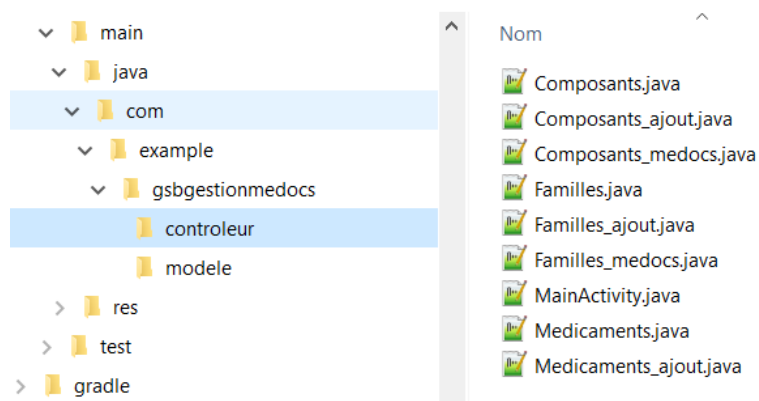 main
java
com
example
gsbgestionmedocs
controleur
modele
res
test
gradle
Nom
Composants.java
Composants_ajout.java
Composants_medocs.java
Familles.java
Familles_ajout.java
Familles_medocs.java
MainActivity.java
Medicaments.java
Medicaments_ajout.java